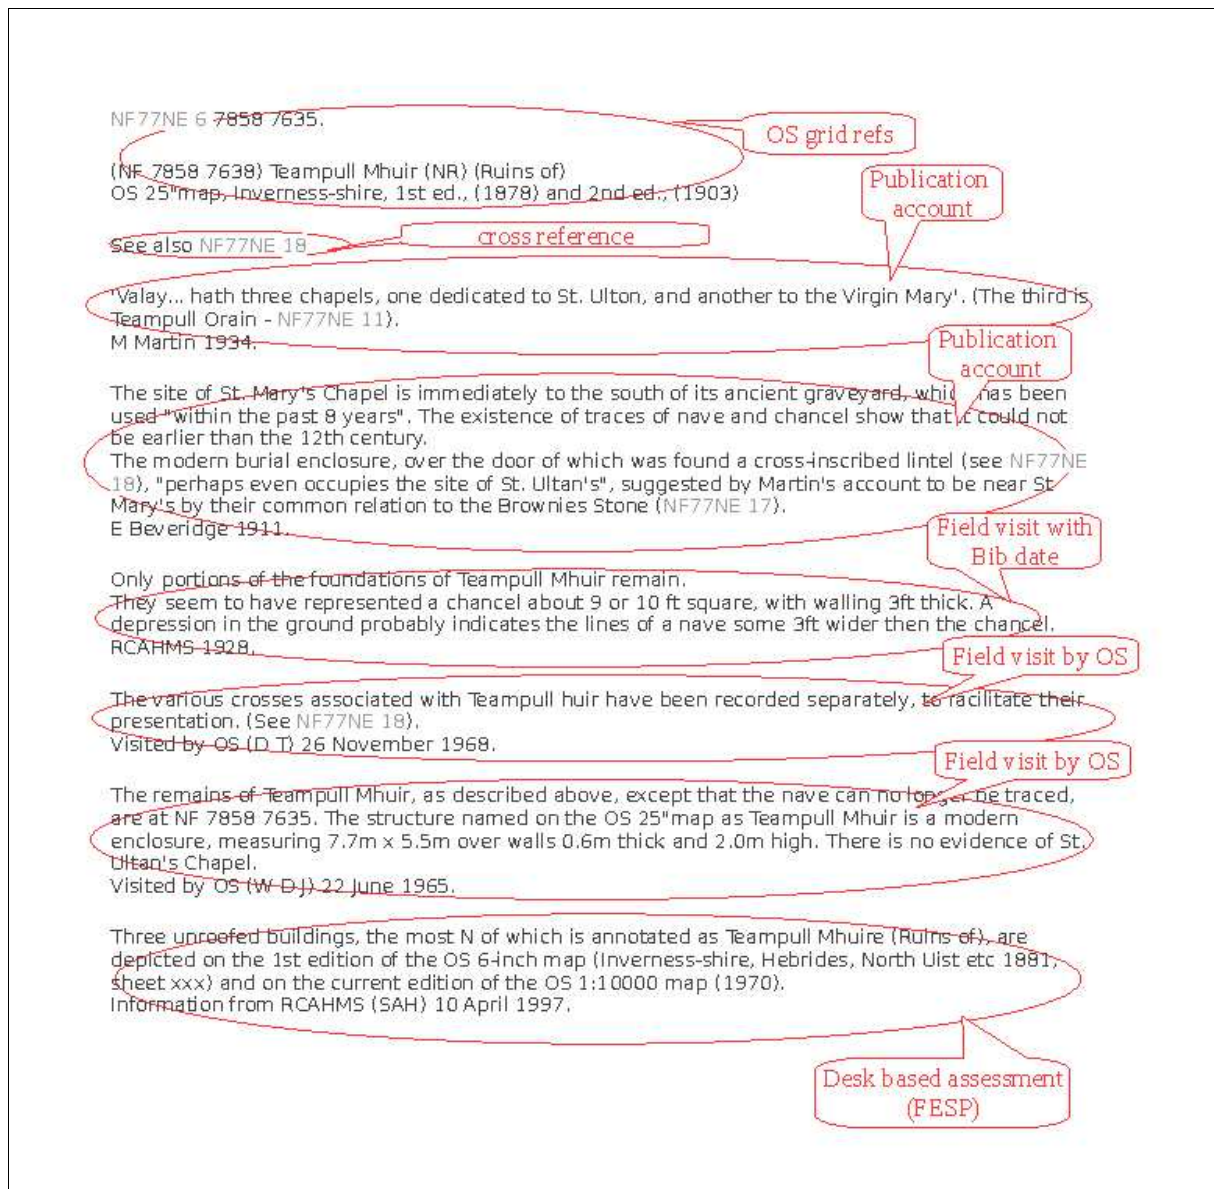 NF77NE 6 7858 7635.
OS grid refs
(NF 7858 7638) Teampull Mhuir (NR) (Ruins of)
OS 25"map, Inverness-shire, 1st ed., (1878) and 2nd ed., (1903)
Publication
account
See also NF77NE 18
cross reference
'Valay... hath three chapels, one dedicated to St. Ulton, and another to the Virgin Mary'. (The third is
Teampull Orain - NF77NE 11).
M Martin 1934.
Publication
account
The site of St. Mary's Chapel is immediately to the south of its ancient graveyard, which has been
used "within the past 8 years". The existence of traces of nave and chancel show that it could not
be earlier than the 12th century.
The modern burial enclosure, over the door of which was found a cross-inscribed lintel (see NF77NE
18), "perhaps even occupies the site of St. Ultan's", suggested by Martin's account to be near St
Mary's by their common relation to the Brownies Stone (NF77NE 17).
E Beveridge 1911.
Field visit with
Bib date
Only portions of the foundations of Teampull Mhuir remain.
They seem to have represented a chancel about 9 or 10 ft square, with walling 3ft thick. A
depression in the ground probably indicates the lines of a nave some 3ft wider then the chancel.
RCAHMS 1928.
Field visit by OS
The various crosses associated with Teampull huir have been recorded separately, to facilitate their
presentation. (See NF77NE 18).
Visited by OS (D T) 26 November 1968.
Field visit by OS
The remains of Teampull Mhuir, as described above, except that the nave can no longer be traced,
are at NF 7858 7635. The structure named on the OS 25"map as Teampull Mhuir is a modern
enclosure, measuring 7.7m x 5.5m over walls 0.6m thick and 2.0m high. There is no evidence of St.
Ultan's Chapel.
Visited by OS (W D J) 22 June 1965.
Three unroofed buildings, the most N of which is annotated as Teampull Mhuire (Ruins of), are
depicted on the 1st edition of the OS 6-inch map (Inverness-shire, Hebrides, North Uist etc 1881,
sheet xxx) and on the current edition of the OS 1:10000 map (1970).
Information from RCAHMS (SAH) 10 April 1997.
Desk based assessment
(FESP)